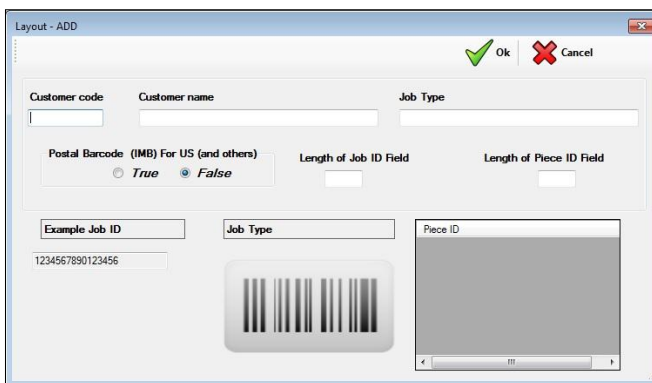 Layout - ADD
Ok Cancel
Customer code Customer name Job Type
Postal Barcode (IMB) For US (and others) Length of Job ID Field Length of Piece ID Field
True False
Example Job ID Job Type Piece ID
1234567890123456